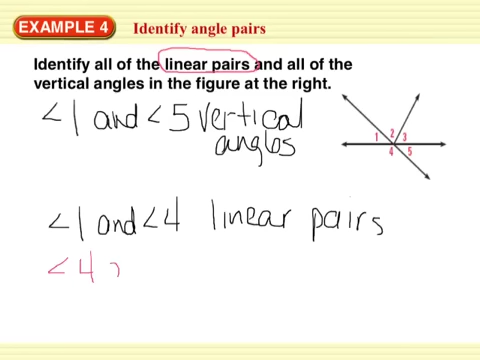 EXAMPLE 4 Identify angle pairs
Identify all of the linear pairs and all of the
vertical angles in the figure at the right.
<1 and <5 vertical
angles
1 2 3
4 5
<1 and <4 linear pairs
<4